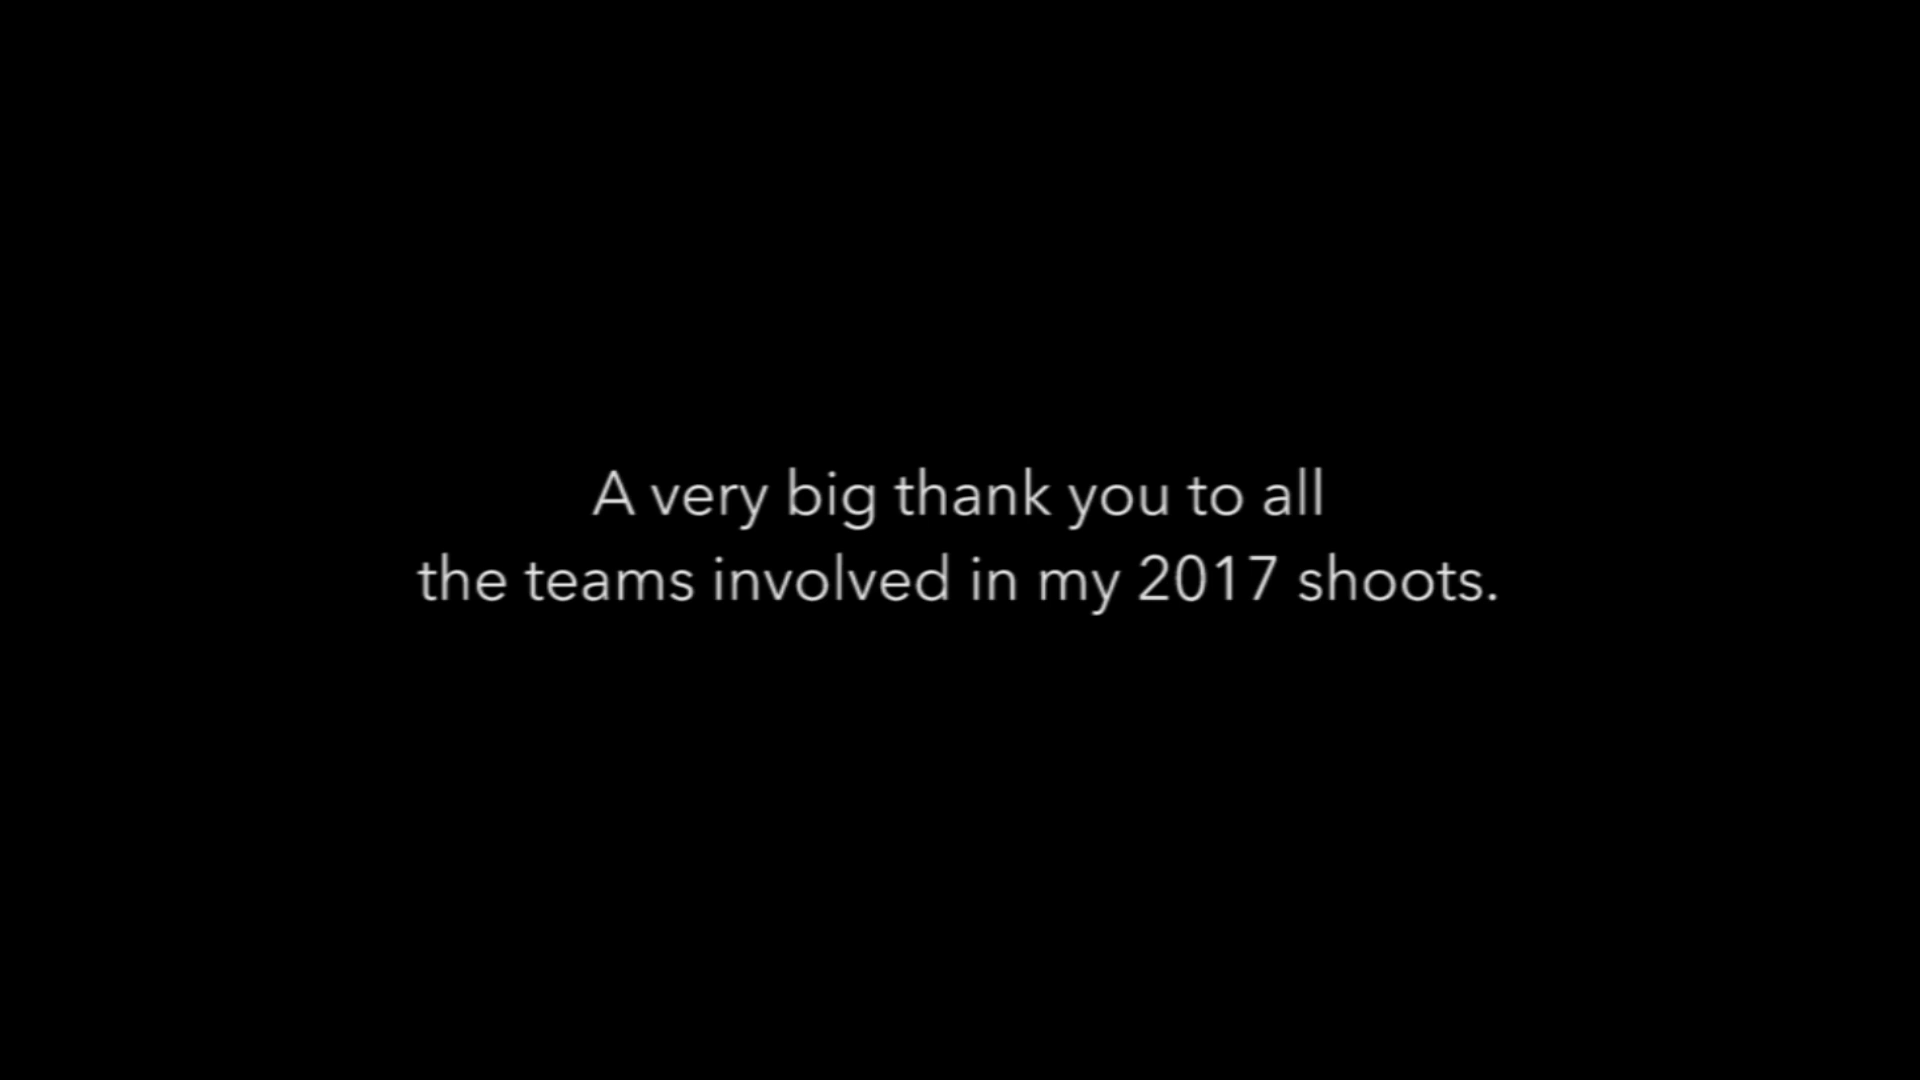 A very big thank you to all
the teams involved in my 2017 shoots.